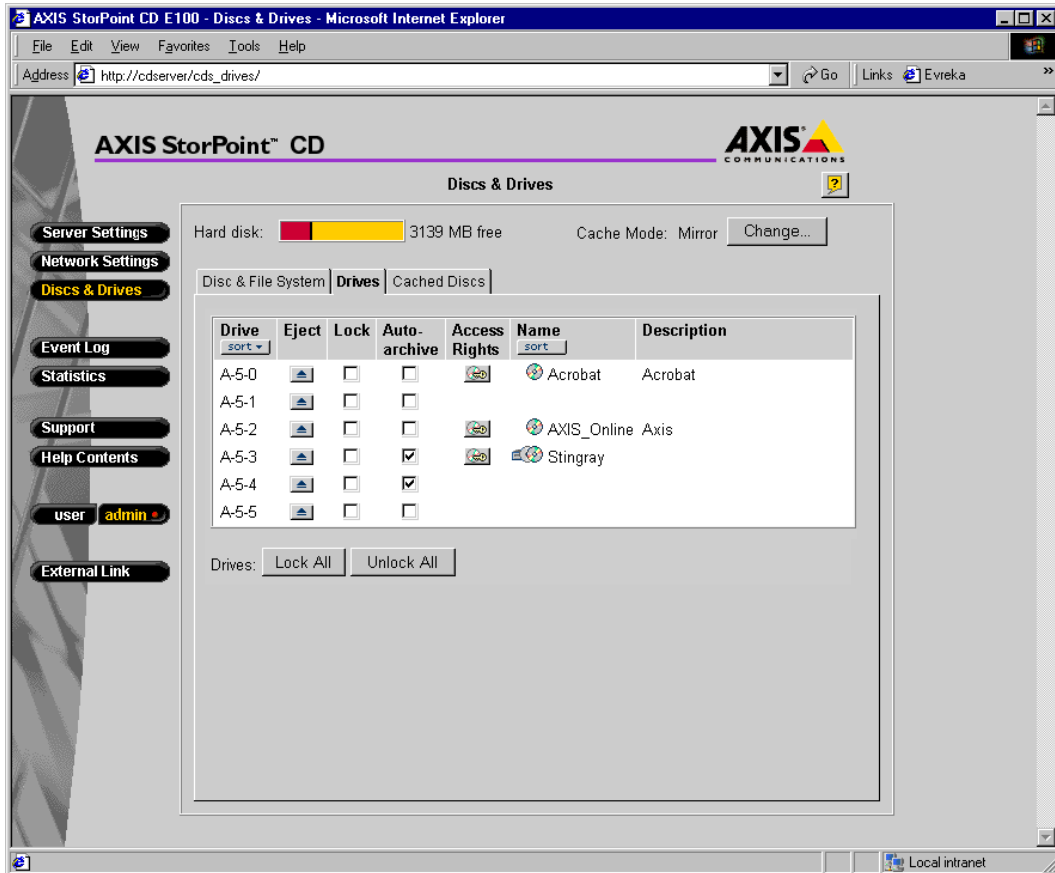 AXIS StorPoint CD E100 - Discs & Drives - Microsoft Internet Explorer
File Edit View Favorites Tools Help
Address http://cdserver/cds_drives/ Go Links Evreka »
AXIS StorPoint™ CD
AXIS
COMMUNICATIONS
Discs & Drives
?
Server Settings
Network Settings
Discs & Drives
Event Log
Statistics
Support
Help Contents
user admin
External Link
Hard disk: 3139 MB free Cache Mode: Mirror Change...
Disc & File System Drives Cached Discs
Drive Eject Lock Auto- Access Name Description
sort archive Rights sort
A-5-0 Acrobat Acrobat
A-5-1
A-5-2 AXIS_Online Axis
A-5-3 Stingray
A-5-4
A-5-5
Drives: Lock All Unlock All
Local intranet